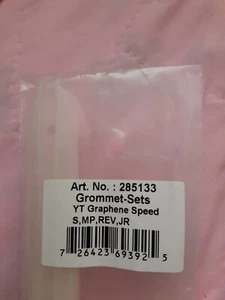 Art. No. : 285133
Grommet-Sets
YT Graphene Speed
S,MP,REV,JR
7 26423 69392 5